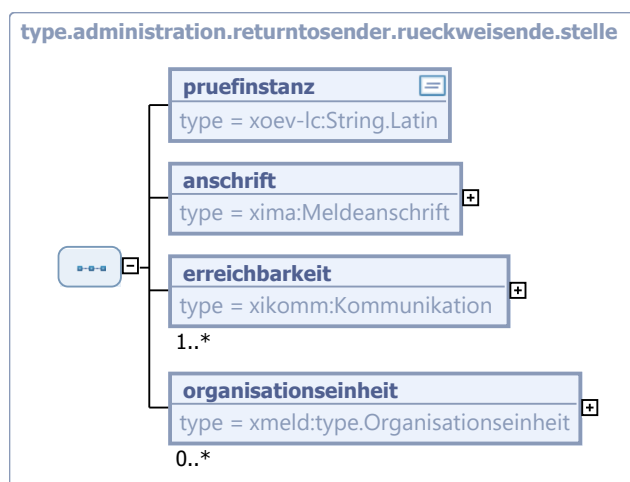 type.administration.returntosender.rueckweisende.stelle
pruefinstanz
type = xoev-lc:String.Latin
anschrift
type = xima:Meldeanschrift
erreichbarkeit
type = xikomm:Kommunikation
1..*
organisationseinheit
type = xmeld:type.Organisationseinheit
0..*